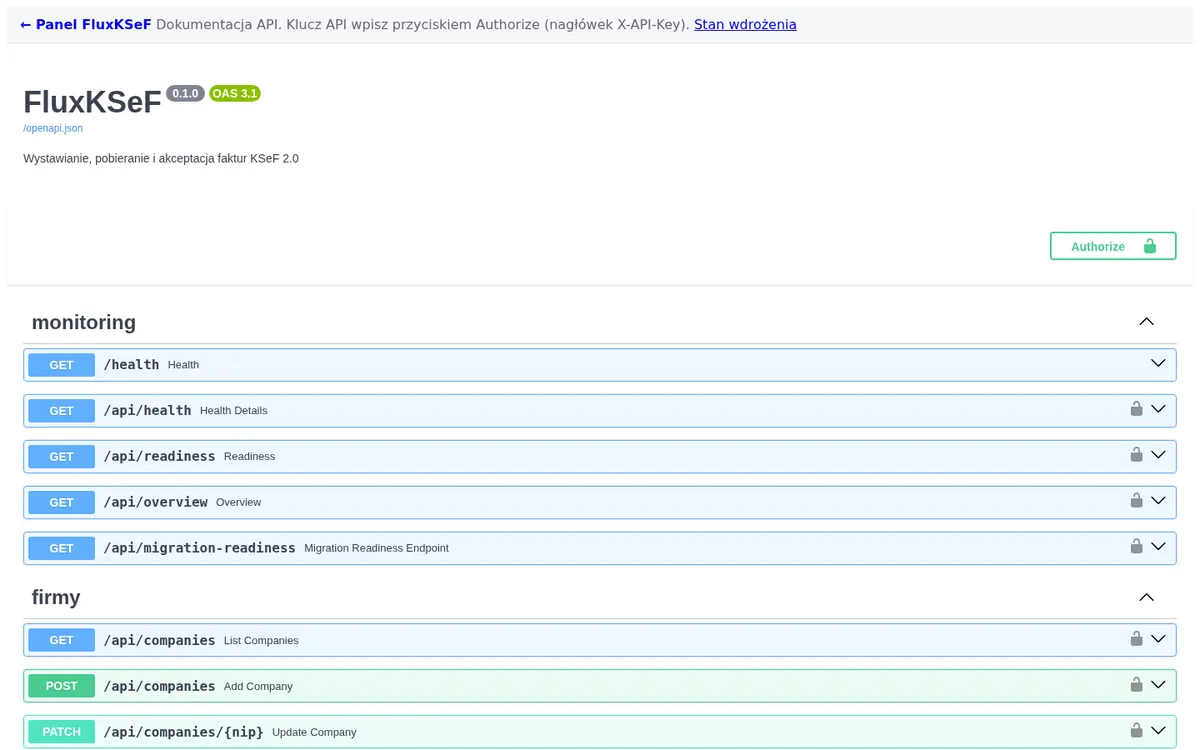 ← Panel FluxKSeF Dokumentacja API. Klucz API wpisz przyciskiem Authorize (nagłówek X-API-Key). Stan wdrożenia
FluxKSeF 0.1.0 OAS 3.1
/openapi.json
Wystawianie, pobieranie i akceptacja faktur KSeF 2.0
Authorize
monitoring
GET /health Health
GET /api/health Health Details
GET /api/readiness Readiness
GET /api/overview Overview
GET /api/migration-readiness Migration Readiness Endpoint
firmy
GET /api/companies List Companies
POST /api/companies Add Company
PATCH /api/companies/{nip} Update Company